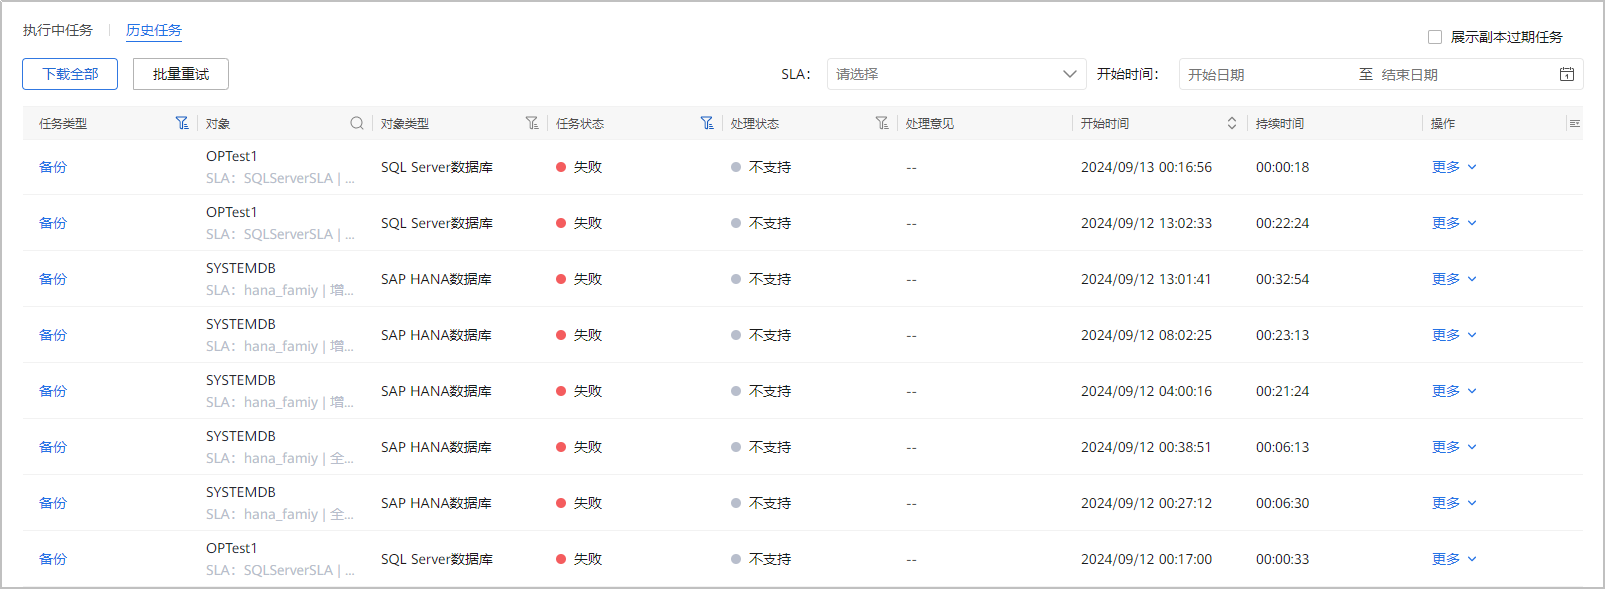 执行中任务 历史任务
展示副本过期任务
下载全部 批量重试 SLA： 请选择 开始时间： 开始日期 至 结束日期
任务类型 对象 对象类型 任务状态 处理状态 处理意见 开始时间 持续时间 操作
备份 OPTest1 SQL Server数据库 失败 不支持 -- 2024/09/13 00:16:56 00:00:18 更多
SLA：SQLServerSLA | ...
备份 OPTest1 SQL Server数据库 失败 不支持 -- 2024/09/12 13:02:33 00:22:24 更多
SLA：SQLServerSLA | ...
备份 SYSTEMDB SAP HANA数据库 失败 不支持 -- 2024/09/12 13:01:41 00:32:54 更多
SLA：hana_famiy | 增...
备份 SYSTEMDB SAP HANA数据库 失败 不支持 -- 2024/09/12 08:02:25 00:23:13 更多
SLA：hana_famiy | 增...
备份 SYSTEMDB SAP HANA数据库 失败 不支持 -- 2024/09/12 04:00:16 00:21:24 更多
SLA：hana_famiy | 增...
备份 SYSTEMDB SAP HANA数据库 失败 不支持 -- 2024/09/12 00:38:51 00:06:13 更多
SLA：hana_famiy | 全...
备份 SYSTEMDB SAP HANA数据库 失败 不支持 -- 2024/09/12 00:27:12 00:06:30 更多
SLA：hana_famiy | 全...
备份 OPTest1 SQL Server数据库 失败 不支持 -- 2024/09/12 00:17:00 00:00:33 更多
SLA：SQLServerSLA | ...